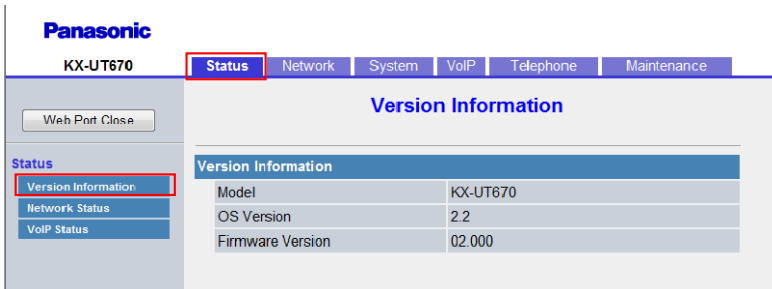 Panasonic
KX-UT670
Status Network System VoIP Telephone Maintenance
Web Port Close
Status
Version Information
Network Status
VoIP Status
Version Information
Version Information
Model KX-UT670
OS Version 2.2
Firmware Version 02.000